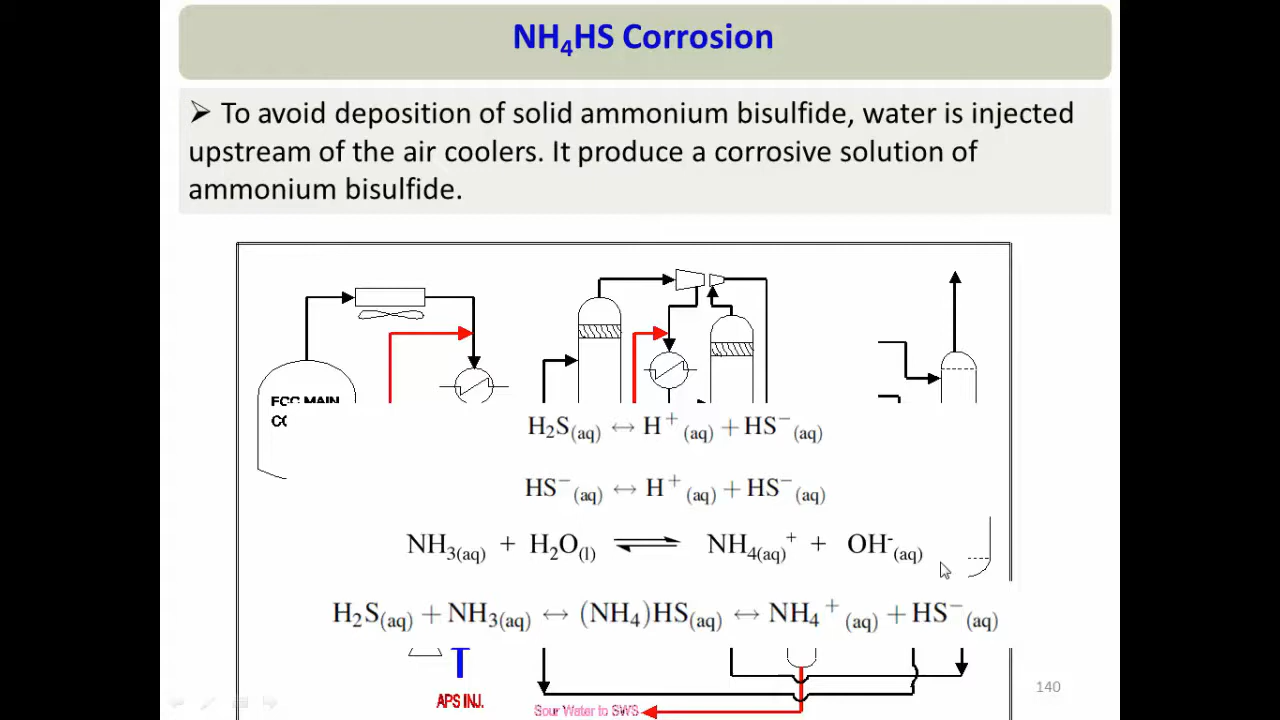 NH₄HS Corrosion
➢ To avoid deposition of solid ammonium bisulfide, water is injected
upstream of the air coolers. It produce a corrosive solution of
ammonium bisulfide.
FCC MAIN
H₂S(aq) ↔ H⁺(aq) + HS⁻(aq)
HS⁻(aq) ↔ H⁺(aq) + HS⁻(aq)
NH₃(aq) + H₂O(l) ⇌ NH₄(aq)⁺ + OH⁻(aq)
H₂S(aq) + NH₃(aq) ↔ (NH₄)HS(aq) ↔ NH₄⁺(aq) + HS⁻(aq)
APS INJ.
Sour Water to SWS
140